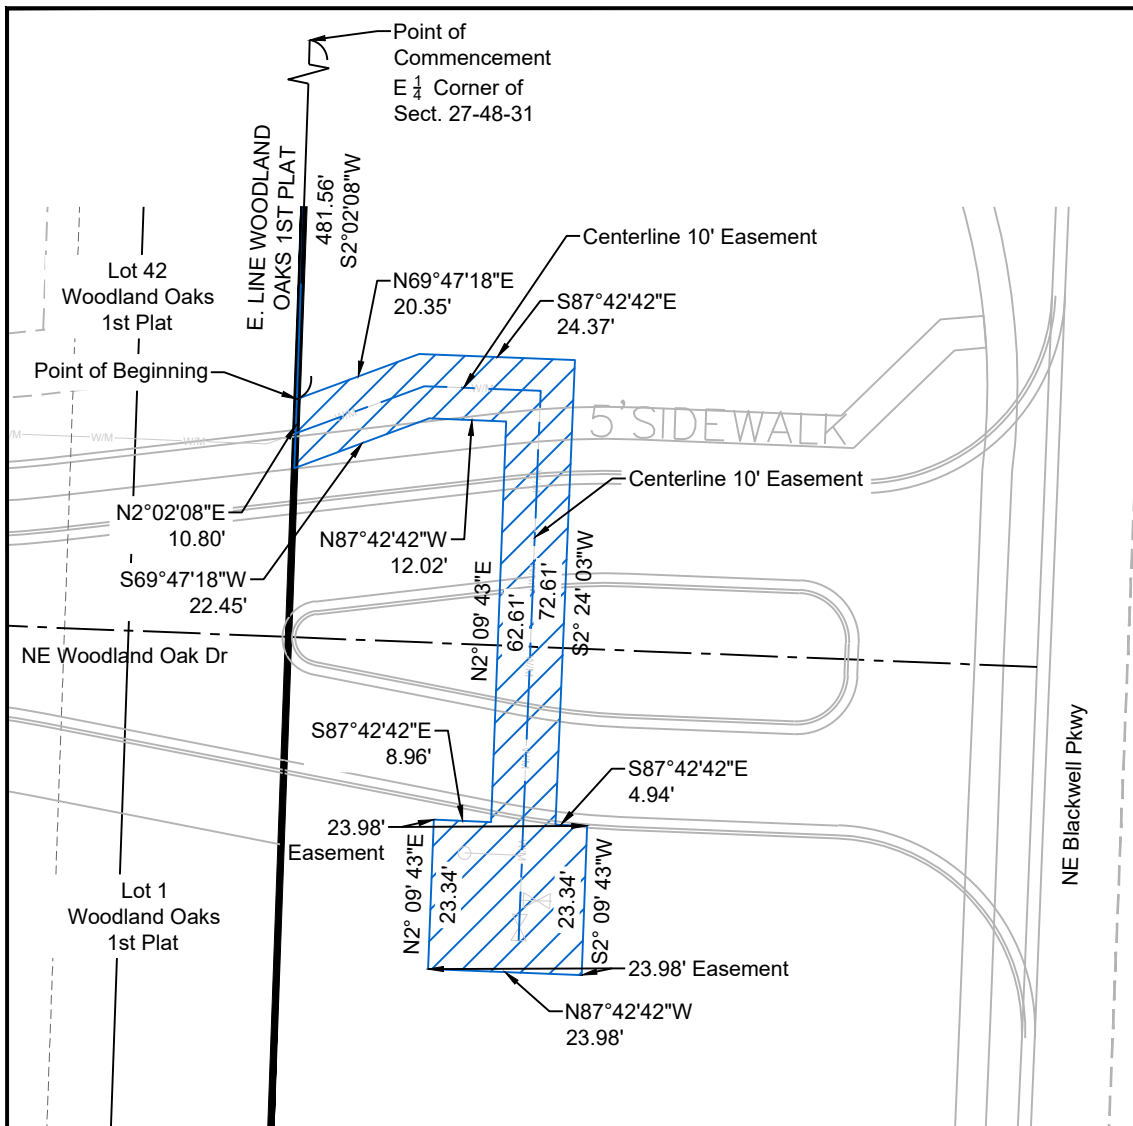 Point of
Commencement
E 1/4 Corner of
Sect. 27-48-31
E. LINE WOODLAND
OAKS 1ST PLAT
481.56'
S2°02'08"W
Centerline 10' Easement
Lot 42
Woodland Oaks
1st Plat
N69°47'18"E
20.35'
S87°42'42"E
24.37'
Point of Beginning
W/M
W/M
W/M
W/M
W/M
5' SIDEWALK
Centerline 10' Easement
N2°02'08"E
10.80'
N87°42'42"W
12.02'
S69°47'18"W
22.45'
N2° 09' 43"E
62.61'
72.61'
S2° 24' 03"W
NE Woodland Oak Dr
W/M
W/M
S87°42'42"E
8.96'
S87°42'42"E
4.94'
NE Blackwell Pkwy
23.98'
Easement
W/M
N2° 09' 43"E
23.34'
23.34'
S2° 09' 43"W
Lot 1
Woodland Oaks
1st Plat
23.98' Easement
N87°42'42"W
23.98'